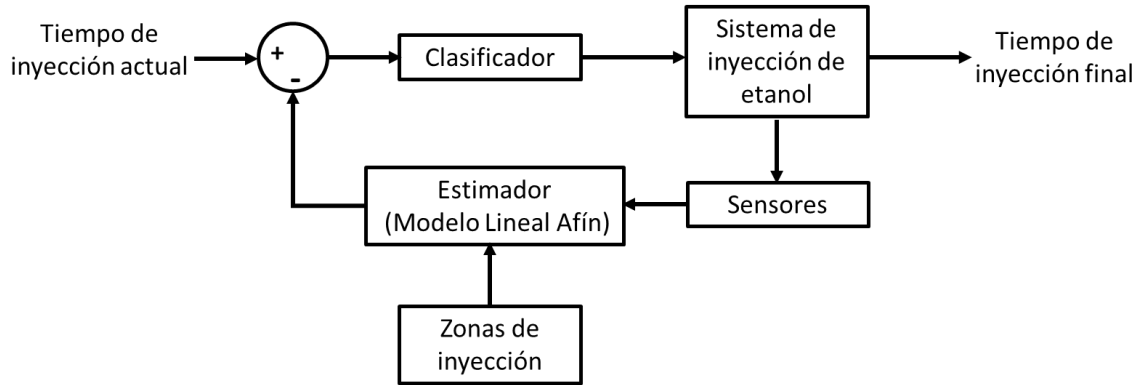 Tiempo de
inyección actual
+
-
Clasificador
Sistema de
inyección de
etanol
Tiempo de
inyección final
Estimador
(Modelo Lineal Afín)
Sensores
Zonas de
inyección